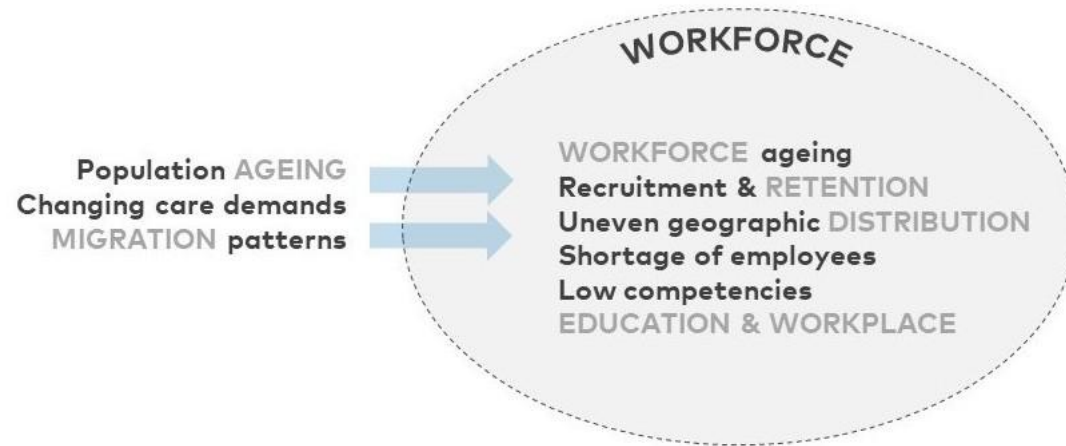 WORKFORCE
Population AGEING
Changing care demands
MIGRATION patterns
WORKFORCE ageing
Recruitment & RETENTION
Uneven geographic DISTRIBUTION
Shortage of employees
Low competencies
EDUCATION & WORKPLACE